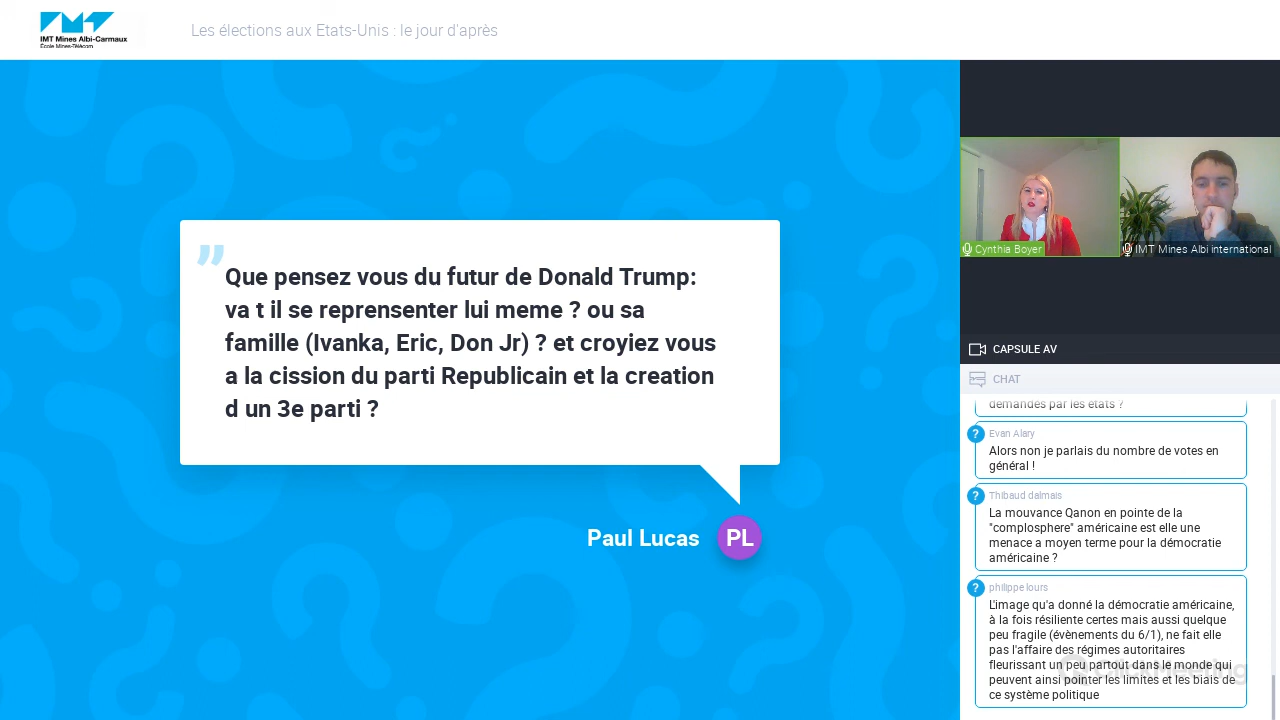 IMT Mines Albi-Carmaux
École Mines-Télécom
Les élections aux Etats-Unis : le jour d'après
Que pensez vous du futur de Donald Trump:
va t il se reprensenter lui meme ? ou sa
famille (Ivanka, Eric, Don Jr) ? et croyiez vous
a la cission du parti Republicain et la creation
d un 3e parti ?
Paul Lucas
PL
Cynthia Boyer
IMT Mines Albi international
CAPSULE AV
CHAT
demandés par les états ?
Evan Alary
Alors non je parlais du nombre de votes en
général !
Thibaud dalmais
La mouvance Qanon en pointe de la
"complosphere" américaine est elle une
menace a moyen terme pour la démocratie
américaine ?
philippe lours
L'image qu'a donné la démocratie américaine,
à la fois résiliente certes mais aussi quelque
peu fragile (évènements du 6/1), ne fait elle
pas l'affaire des régimes autoritaires
fleurissant un peu partout dans le monde qui
peuvent ainsi pointer les limites et les biais de
ce système politique